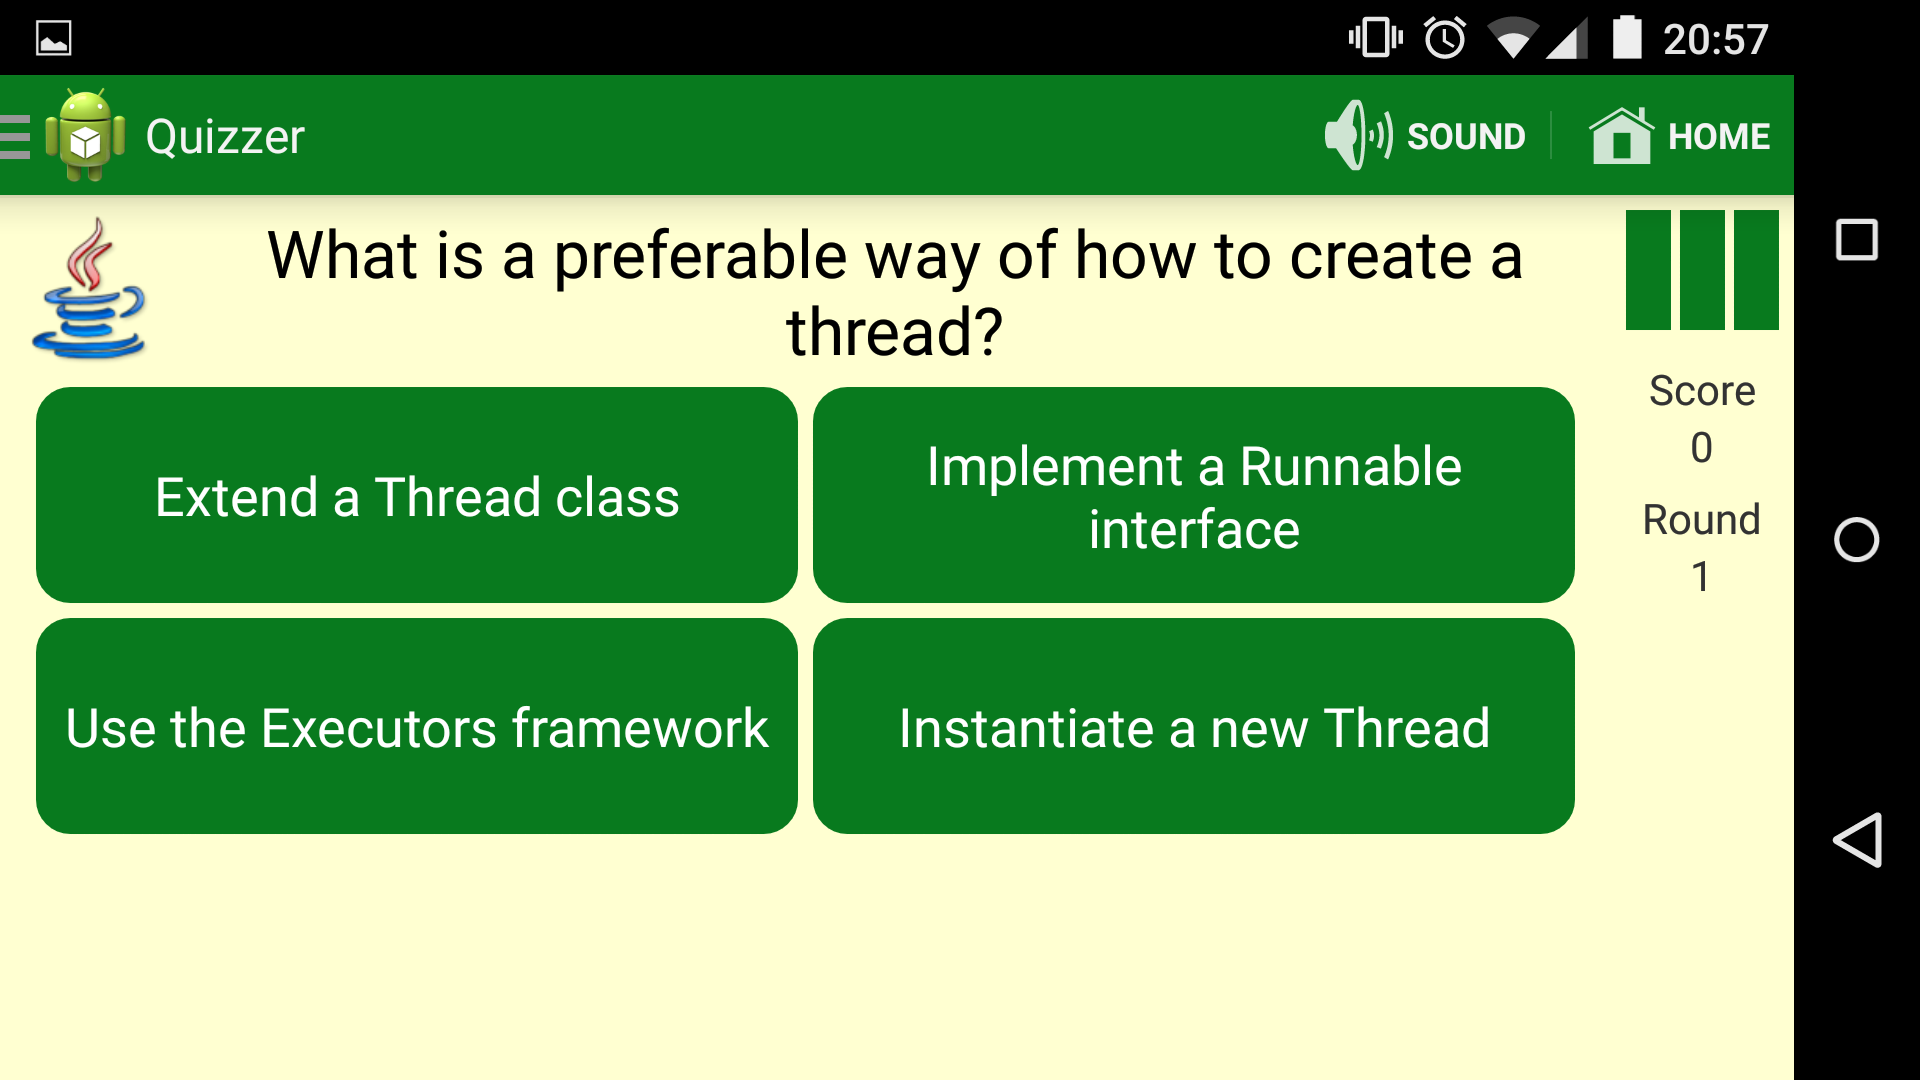 20:57
Quizzer
SOUND
HOME
What is a preferable way of how to create a
thread?
Extend a Thread class
Implement a Runnable
interface
Use the Executors framework
Instantiate a new Thread
Score
0
Round
1